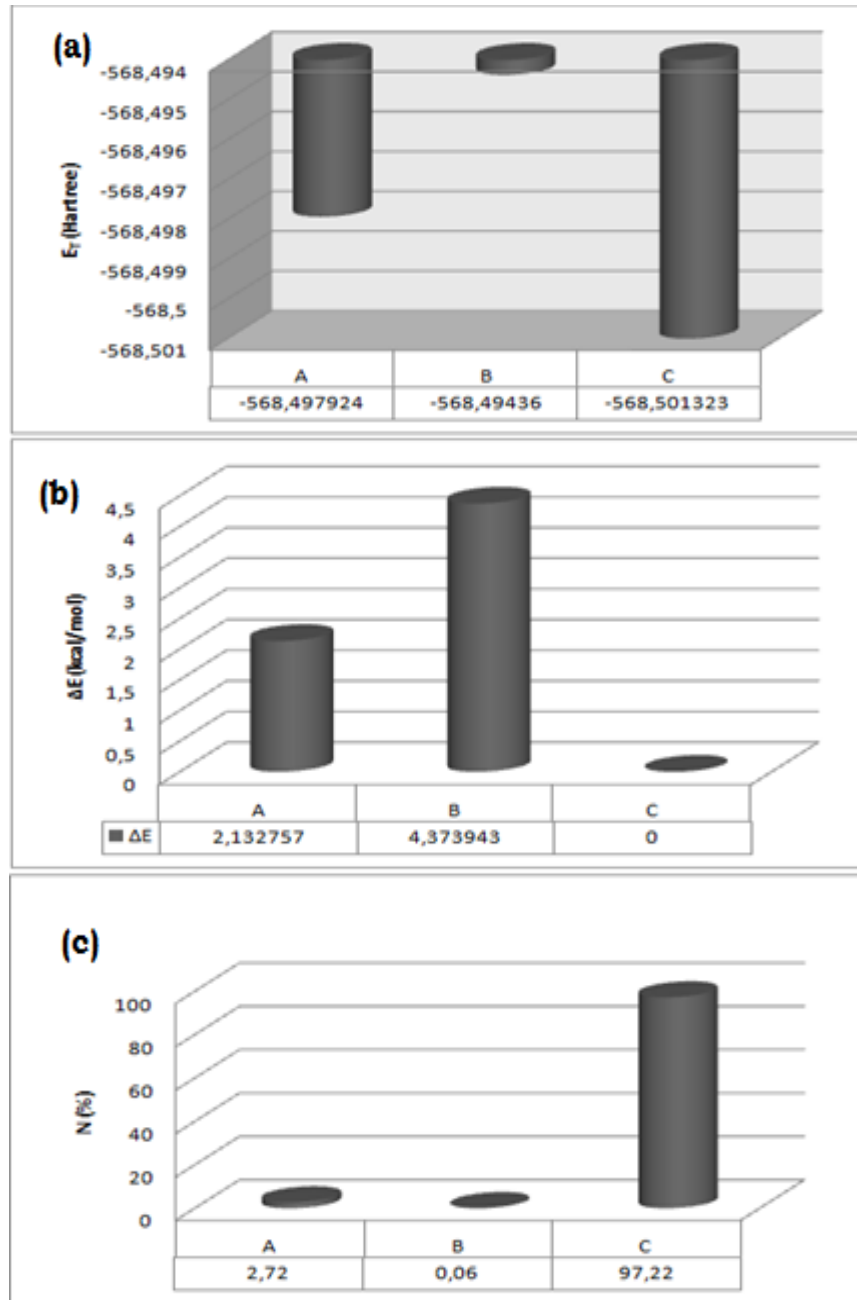 (a)
-568,494
-568,495
-568,496
-568,497
-568,498
-568,499
-568,5
-568,501
E_T (Hartree)
A B C
-568,497924 -568,49436 -568,501323
(b)
4,5
4
3,5
3
2,5
2
1,5
1
0,5
0
ΔE (kcal/mol)
A B C
ΔE 2,132757 4,373943 0
(c)
100
80
60
40
20
0
N (%)
A B C
2,72 0,06 97,22